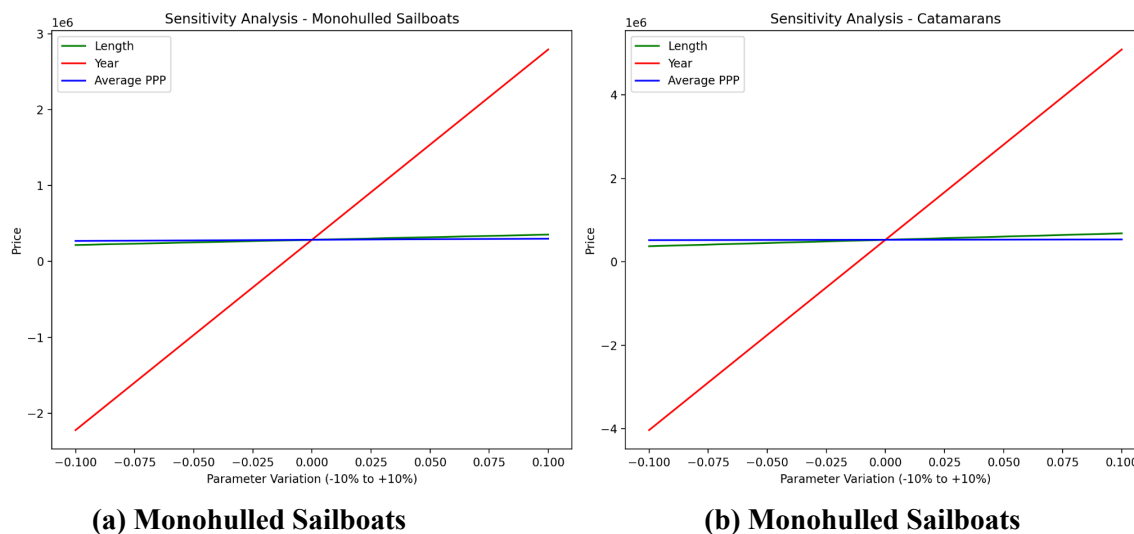 Sensitivity Analysis - Monohulled Sailboats
1e6
Length
Year
Average PPP
3
2
1
0
−1
−2
Price
−0.100 −0.075 −0.050 −0.025 0.000 0.025 0.050 0.075 0.100
Parameter Variation (-10% to +10%)
(a) Monohulled Sailboats
Sensitivity Analysis - Catamarans
1e6
Length
Year
Average PPP
4
2
0
−2
−4
Price
−0.100 −0.075 −0.050 −0.025 0.000 0.025 0.050 0.075 0.100
Parameter Variation (-10% to +10%)
(b) Monohulled Sailboats